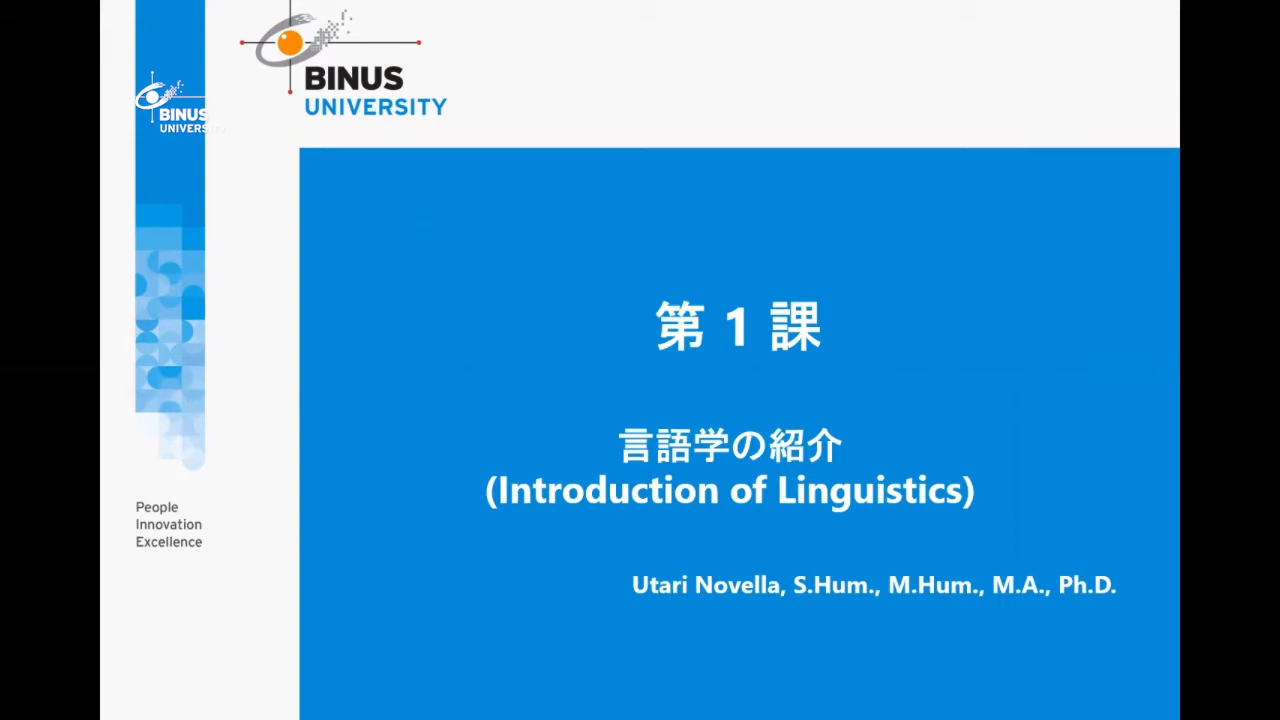 BINUS
UNIVERSITY
BINUS
UNIVERSITY
第 1 課
言語学の紹介
(Introduction of Linguistics)
Utari Novella, S.Hum., M.Hum., M.A., Ph.D.
People
Innovation
Excellence